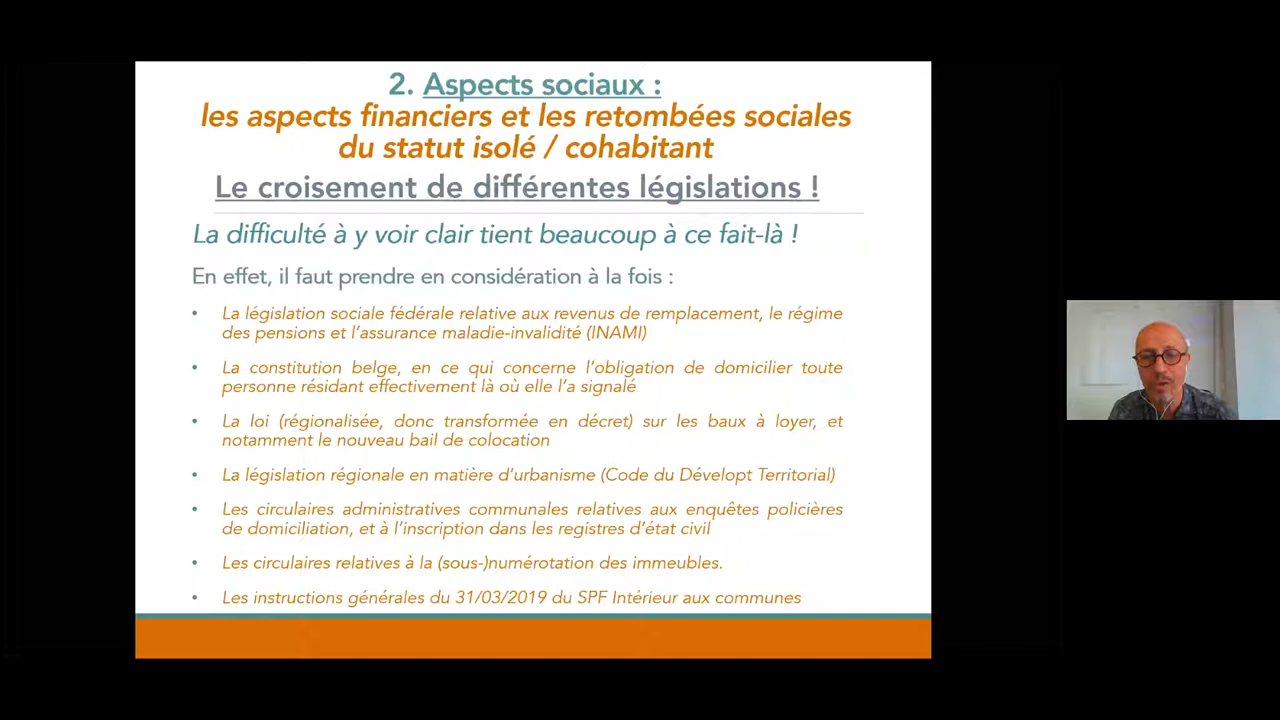 2. Aspects sociaux :
les aspects financiers et les retombées sociales
du statut isolé / cohabitant
Le croisement de différentes législations !
La difficulté à y voir clair tient beaucoup à ce fait-là !
En effet, il faut prendre en considération à la fois :
• La législation sociale fédérale relative aux revenus de remplacement, le régime
des pensions et l’assurance maladie-invalidité (INAMI)
• La constitution belge, en ce qui concerne l’obligation de domicilier toute
personne résidant effectivement là où elle l’a signalé
• La loi (régionalisée, donc transformée en décret) sur les baux à loyer, et
notamment le nouveau bail de colocation
• La législation régionale en matière d’urbanisme (Code du Dévelopt Territorial)
• Les circulaires administratives communales relatives aux enquêtes policières
de domiciliation, et à l’inscription dans les registres d’état civil
• Les circulaires relatives à la (sous-)numérotation des immeubles.
• Les instructions générales du 31/03/2019 du SPF Intérieur aux communes